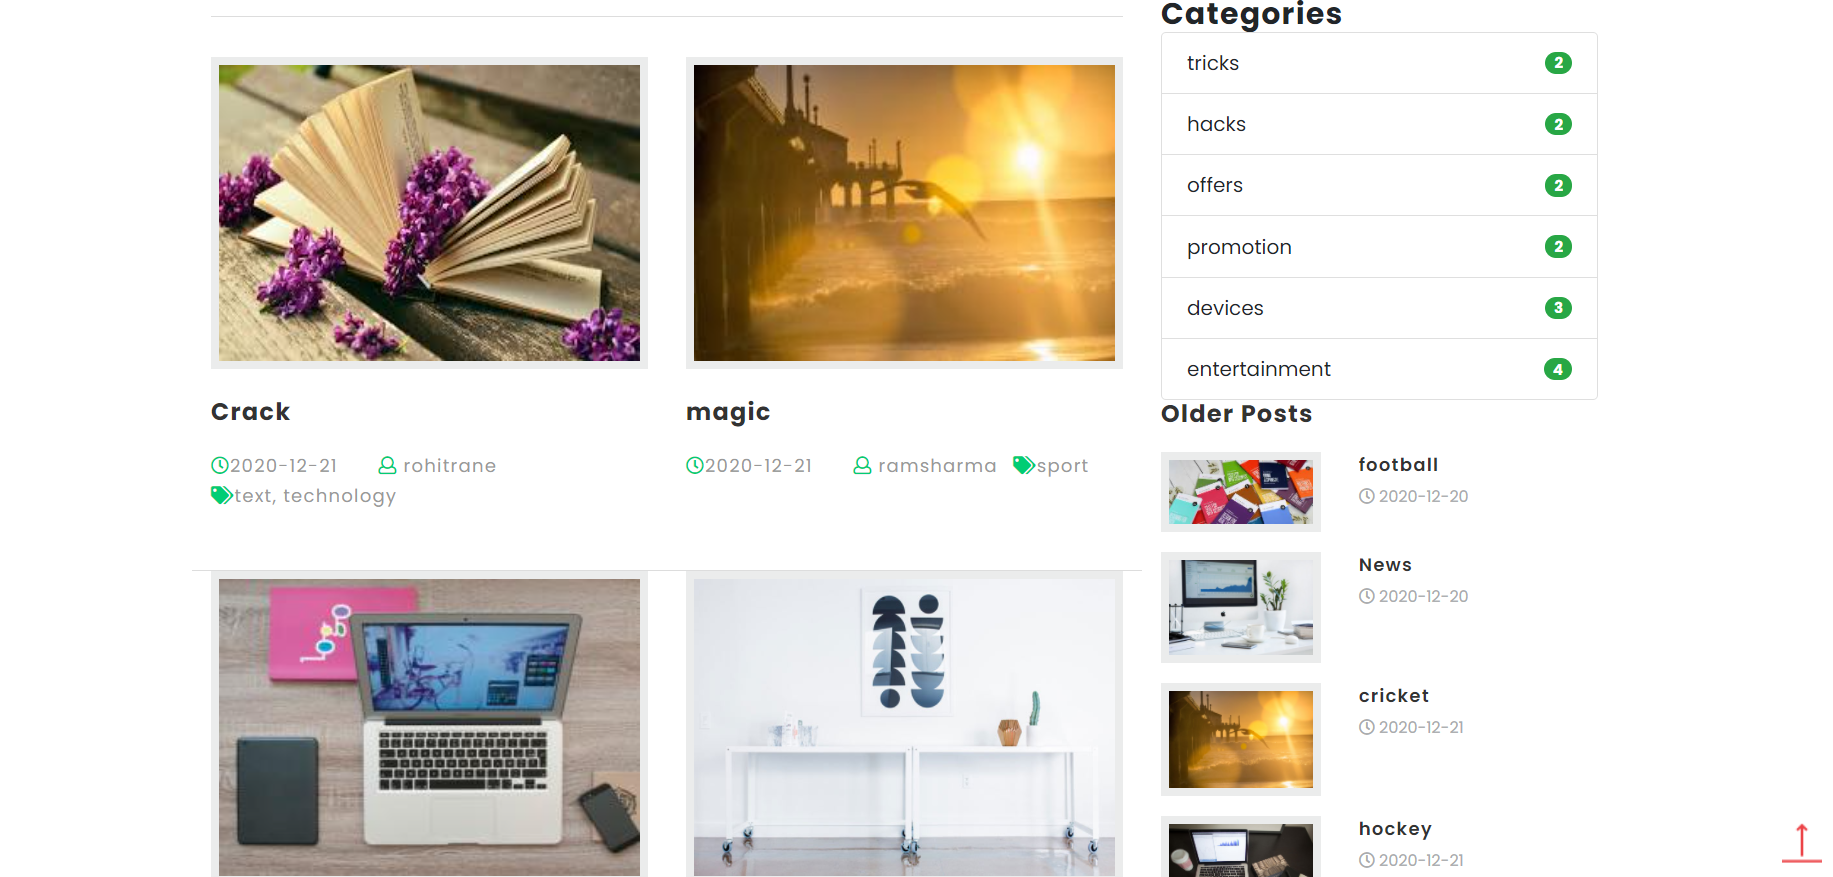 Crack
2020-12-21 rohitrane
text, technology
magic
2020-12-21 ramsharma sport
Categories
tricks 2
hacks 2
offers 2
promotion 2
devices 3
entertainment 4
Older Posts
football
2020-12-20
News
2020-12-20
cricket
2020-12-21
hockey
2020-12-21